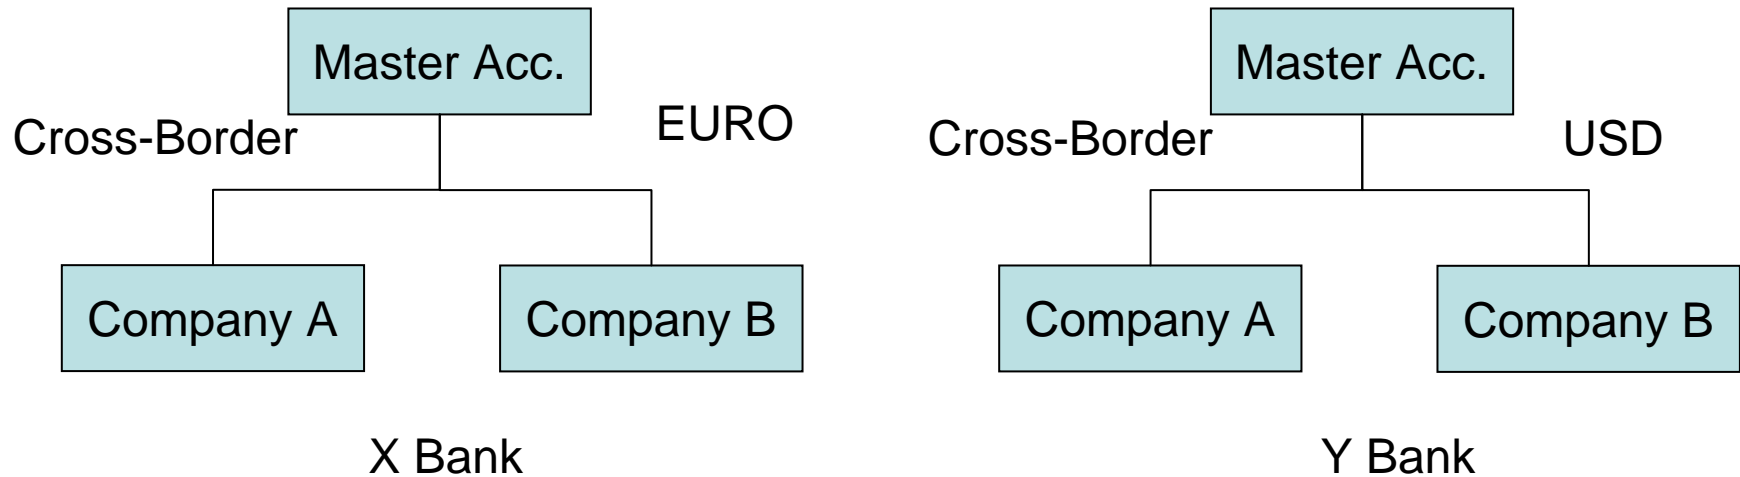 Master Acc.
Cross-Border
EURO
Company A
Company B
X Bank
Master Acc.
Cross-Border
USD
Company A
Company B
Y Bank